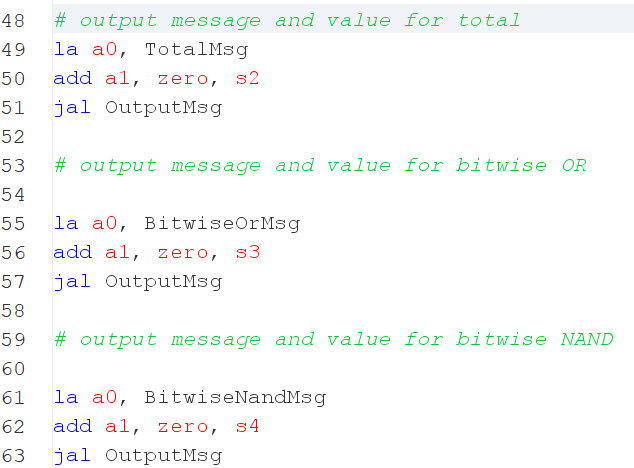 48 # output message and value for total
49 la a0, TotalMsg
50 add a1, zero, s2
51 jal OutputMsg
52
53 # output message and value for bitwise OR
54
55 la a0, BitwiseOrMsg
56 add a1, zero, s3
57 jal OutputMsg
58
59 # output message and value for bitwise NAND
60
61 la a0, BitwiseNandMsg
62 add a1, zero, s4
63 jal OutputMsg